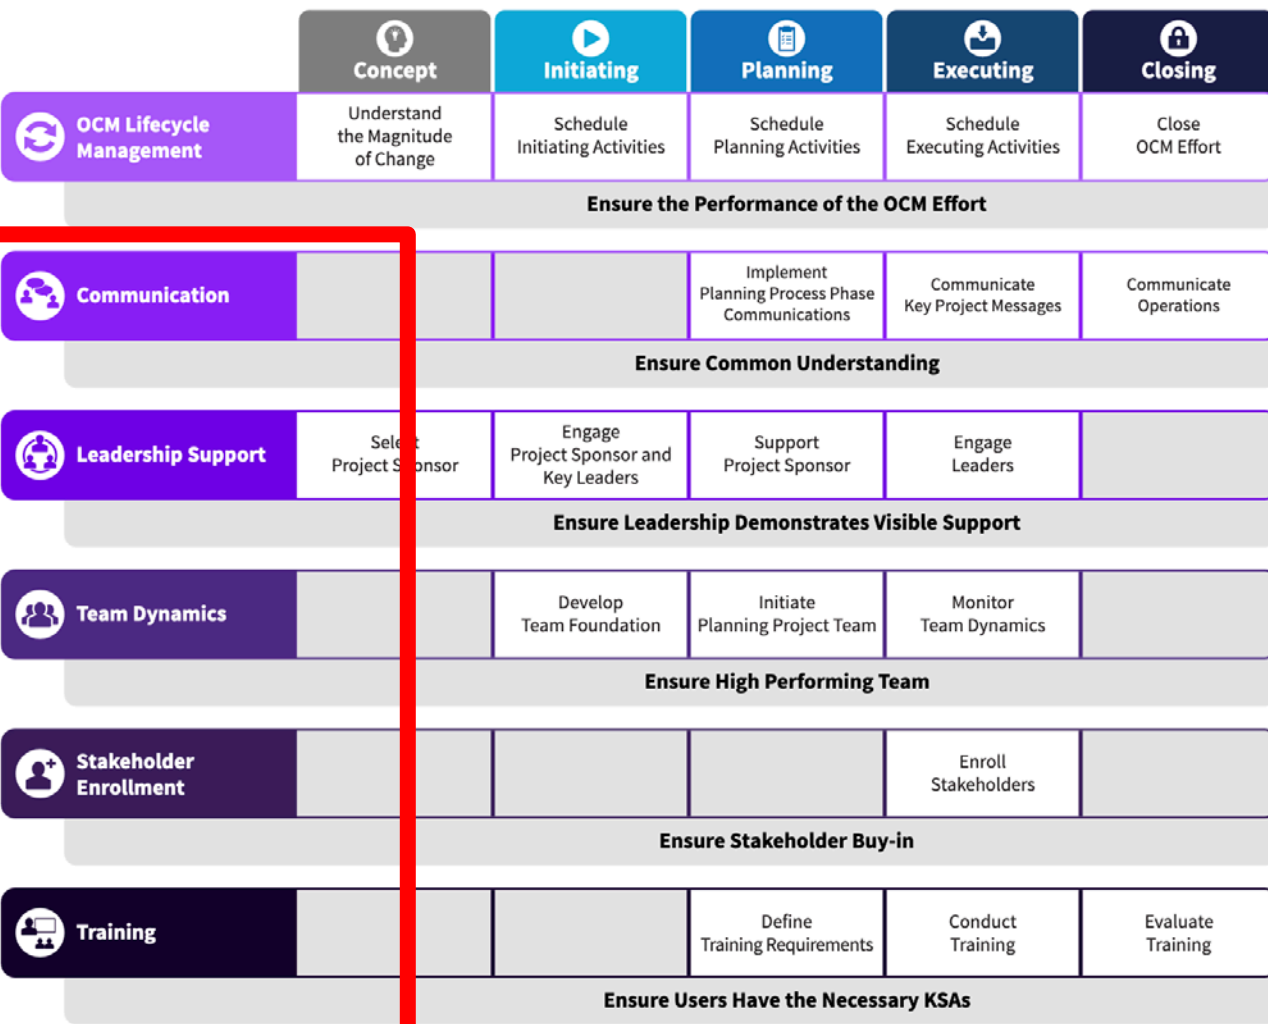 Concept
Initiating
Planning
Executing
Closing
OCM Lifecycle
Management
Understand
the Magnitude
of Change
Schedule
Initiating Activities
Schedule
Planning Activities
Schedule
Executing Activities
Close
OCM Effort
Ensure the Performance of the OCM Effort
Communication
Implement
Planning Process Phase
Communications
Communicate
Key Project Messages
Communicate
Operations
Ensure Common Understanding
Leadership Support
Select
Project Sponsor
Engage
Project Sponsor and
Key Leaders
Support
Project Sponsor
Engage
Leaders
Ensure Leadership Demonstrates Visible Support
Team Dynamics
Develop
Team Foundation
Initiate
Planning Project Team
Monitor
Team Dynamics
Ensure High Performing Team
Stakeholder
Enrollment
Enroll
Stakeholders
Ensure Stakeholder Buy-in
Training
Define
Training Requirements
Conduct
Training
Evaluate
Training
Ensure Users Have the Necessary KSAs